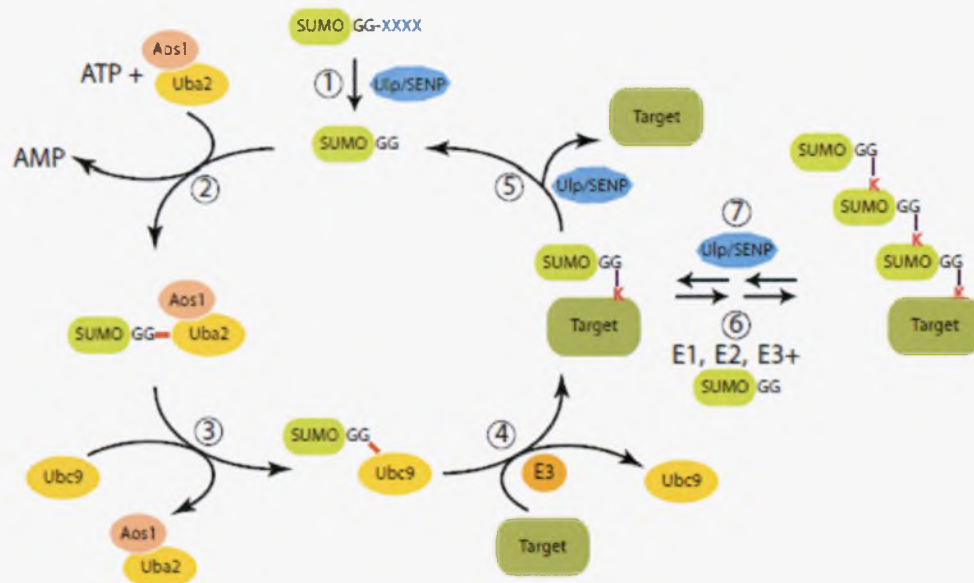 SUMO GG-XXXX
Aos1
ATP + Uba2
① Ulp/SENP
SUMO GG
Target
AMP
②
⑤ Ulp/SENP
SUMO GG
K
SUMO GG
K
SUMO GG
K
Target
⑦
Ulp/SENP
SUMO GG
K
Target
⑥
E1, E2, E3+
SUMO GG
Aos1
SUMO GG Uba2
③
SUMO GG
Ubc9
④
E3
Ubc9
Ubc9
Aos1
Uba2
Target